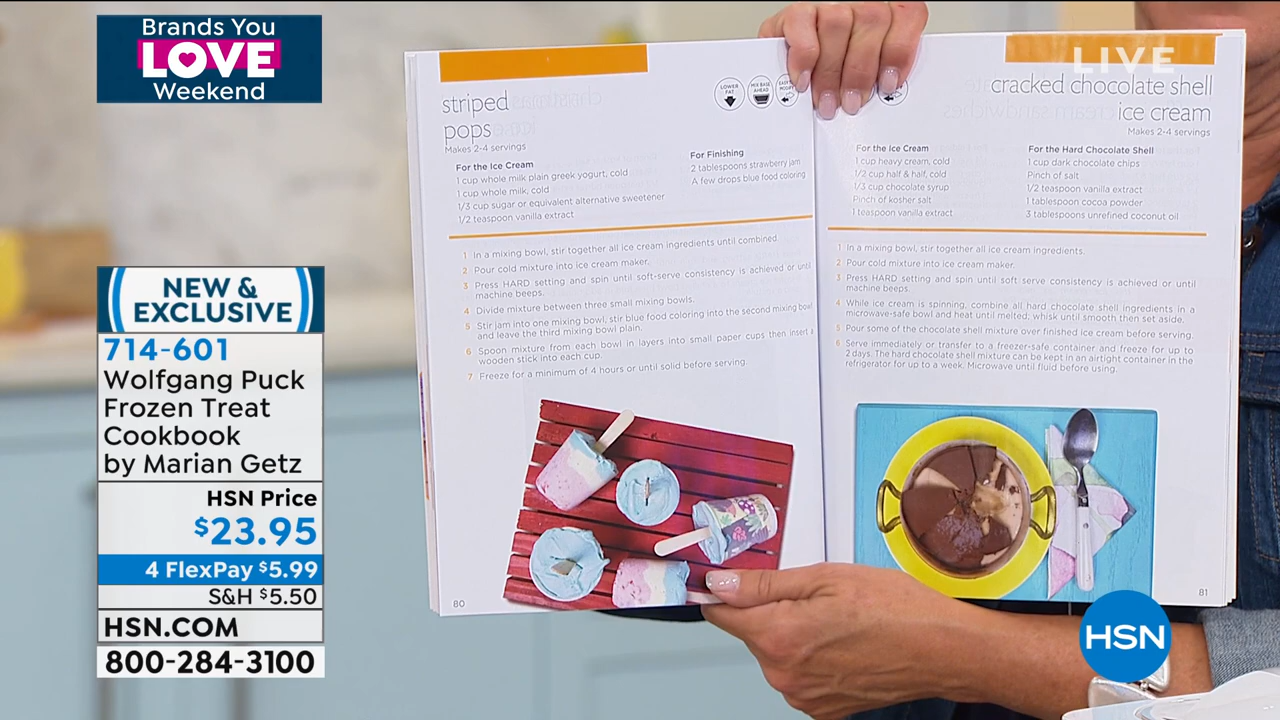 Brands You
LOVE
Weekend
NEW &
EXCLUSIVE
714-601
Wolfgang Puck
Frozen Treat
Cookbook
by Marian Getz
HSN Price
$23.95
4 FlexPay $5.99
S&H $5.50
HSN.COM
800-284-3100
striped
pops
Makes 2-4 servings
LOWER
FAT
MIX BASE
AHEAD
For the Ice Cream
1 cup whole milk plain greek yogurt, cold
1 cup whole milk, cold
1/3 cup sugar or equivalent alternative sweetener
1/2 teaspoon vanilla extract
For Finishing
2 tablespoons strawberry jam
A few drops blue food coloring
1 In a mixing bowl, stir together all ice cream ingredients until combined.
2 Pour cold mixture into ice cream maker.
3 Press HARD setting and spin until soft-serve consistency is achieved or until
machine beeps.
4 Divide mixture between three small mixing bowls.
5 Stir jam into one mixing bowl, stir blue food coloring into the second mixing bowl
and leave the third mixing bowl plain.
6 Spoon mixture from each bowl in layers into small paper cups then insert
wooden stick into each cup.
7 Freeze for a minimum of 4 hours or until solid before serving.
80
LIVE
cracked chocolate shell
ice cream
Makes 2-4 servings
For the Ice Cream
1 cup heavy cream, cold
1/2 cup half & half, cold
1/3 cup chocolate syrup
Pinch of kosher salt
1 teaspoon vanilla extract
For the Hard Chocolate Shell
1 cup dark chocolate chips
Pinch of salt
1/2 teaspoon vanilla extract
1 tablespoon cocoa powder
3 tablespoons unrefined coconut oil
1 In a mixing bowl, stir together all ice cream ingredients.
2 Pour cold mixture into ice cream maker.
3 Press HARD setting and spin until soft serve consistency is achieved or until
machine beeps.
4 While ice cream is spinning, combine all hard chocolate shell ingredients in a
microwave-safe bowl and heat until melted; whisk until smooth then set aside.
5 Pour some of the chocolate shell mixture over finished ice cream before serving.
6 Serve immediately or transfer to a freezer-safe container and freeze for up to
2 days. The hard chocolate shell mixture can be kept in an airtight container in the
refrigerator for up to a week. Microwave until fluid before using.
81
HSN